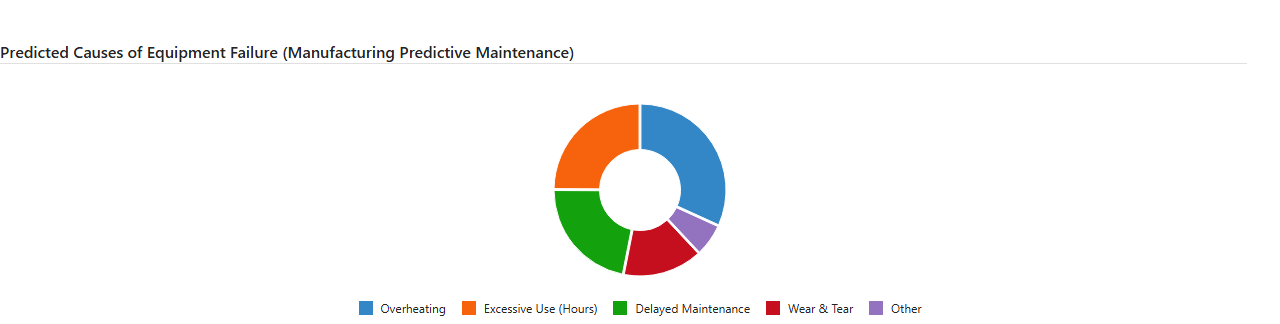 Predicted Causes of Equipment Failure (Manufacturing Predictive Maintenance)
Overheating Excessive Use (Hours) Delayed Maintenance Wear & Tear Other